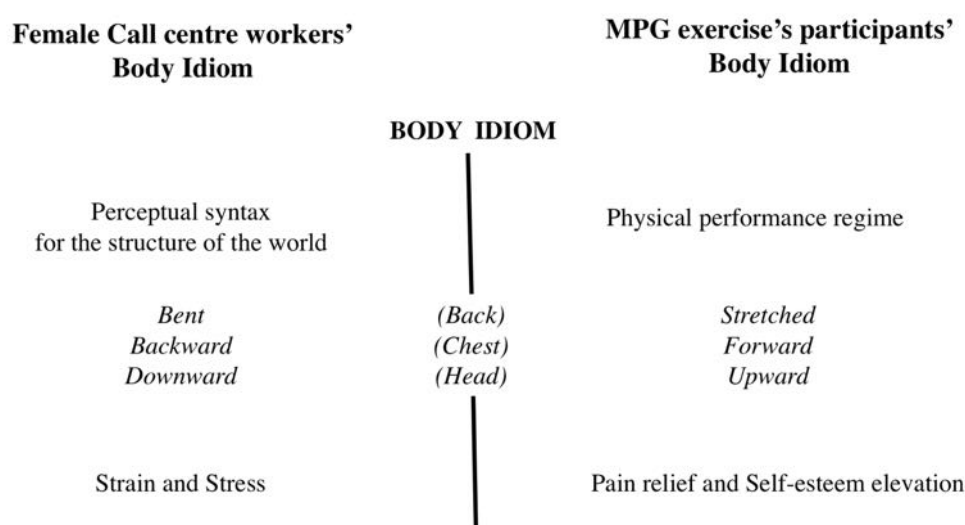 Female Call centre workers'
Body Idiom
MPG exercise's participants'
Body Idiom
BODY IDIOM
Perceptual syntax
for the structure of the world
Physical performance regime
Bent (Back) Stretched
Backward (Chest) Forward
Downward (Head) Upward
Strain and Stress
Pain relief and Self-esteem elevation